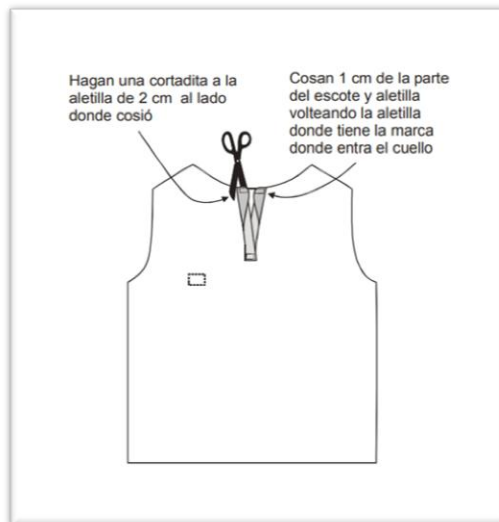 Hagan una cortadita a la
aletilla de 2 cm al lado
donde cosió
Cosan 1 cm de la parte
del escote y aletilla
volteando la aletilla
donde tiene la marca
donde entra el cuello